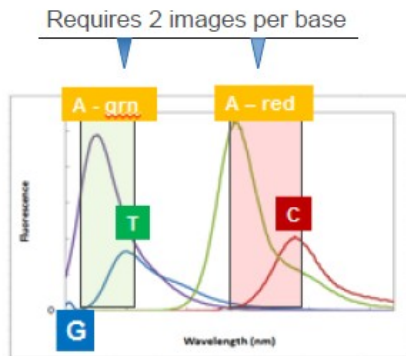 Requires 2 images per base
A - grn
A – red
T
C
Fluorescence
0
G
Wavelength (nm)